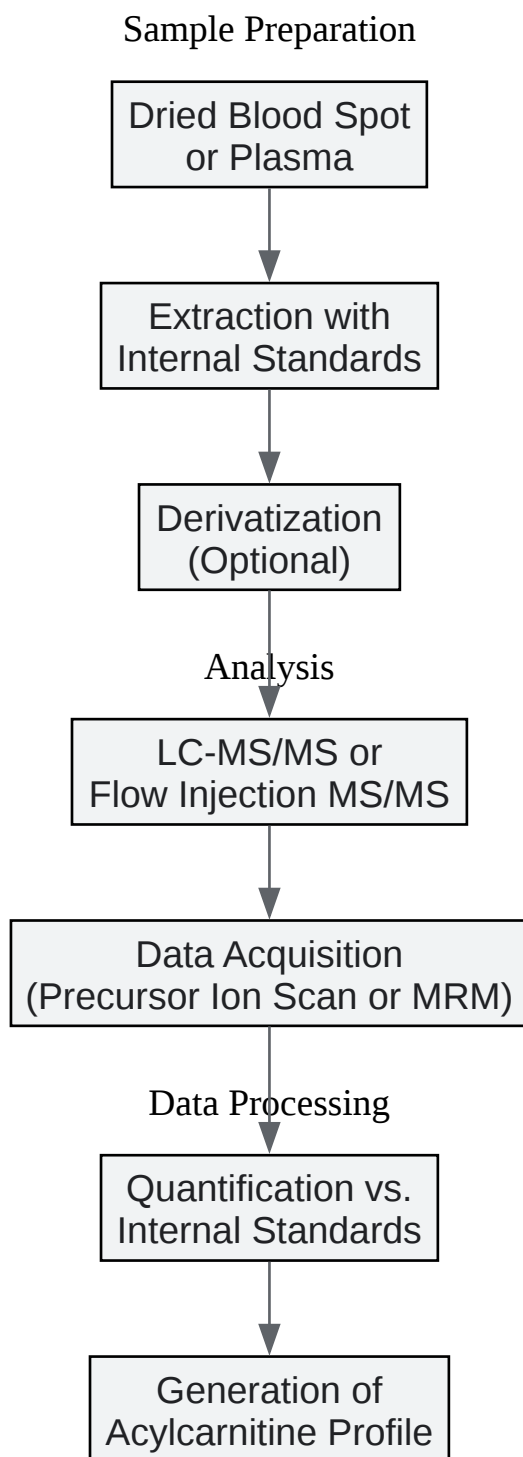 Sample Preparation
Dried Blood Spot
or Plasma
Extraction with
Internal Standards
Derivatization
(Optional)
Analysis
LC-MS/MS or
Flow Injection MS/MS
Data Acquisition
(Precursor Ion Scan or MRM)
Data Processing
Quantification vs.
Internal Standards
Generation of
Acylcarnitine Profile